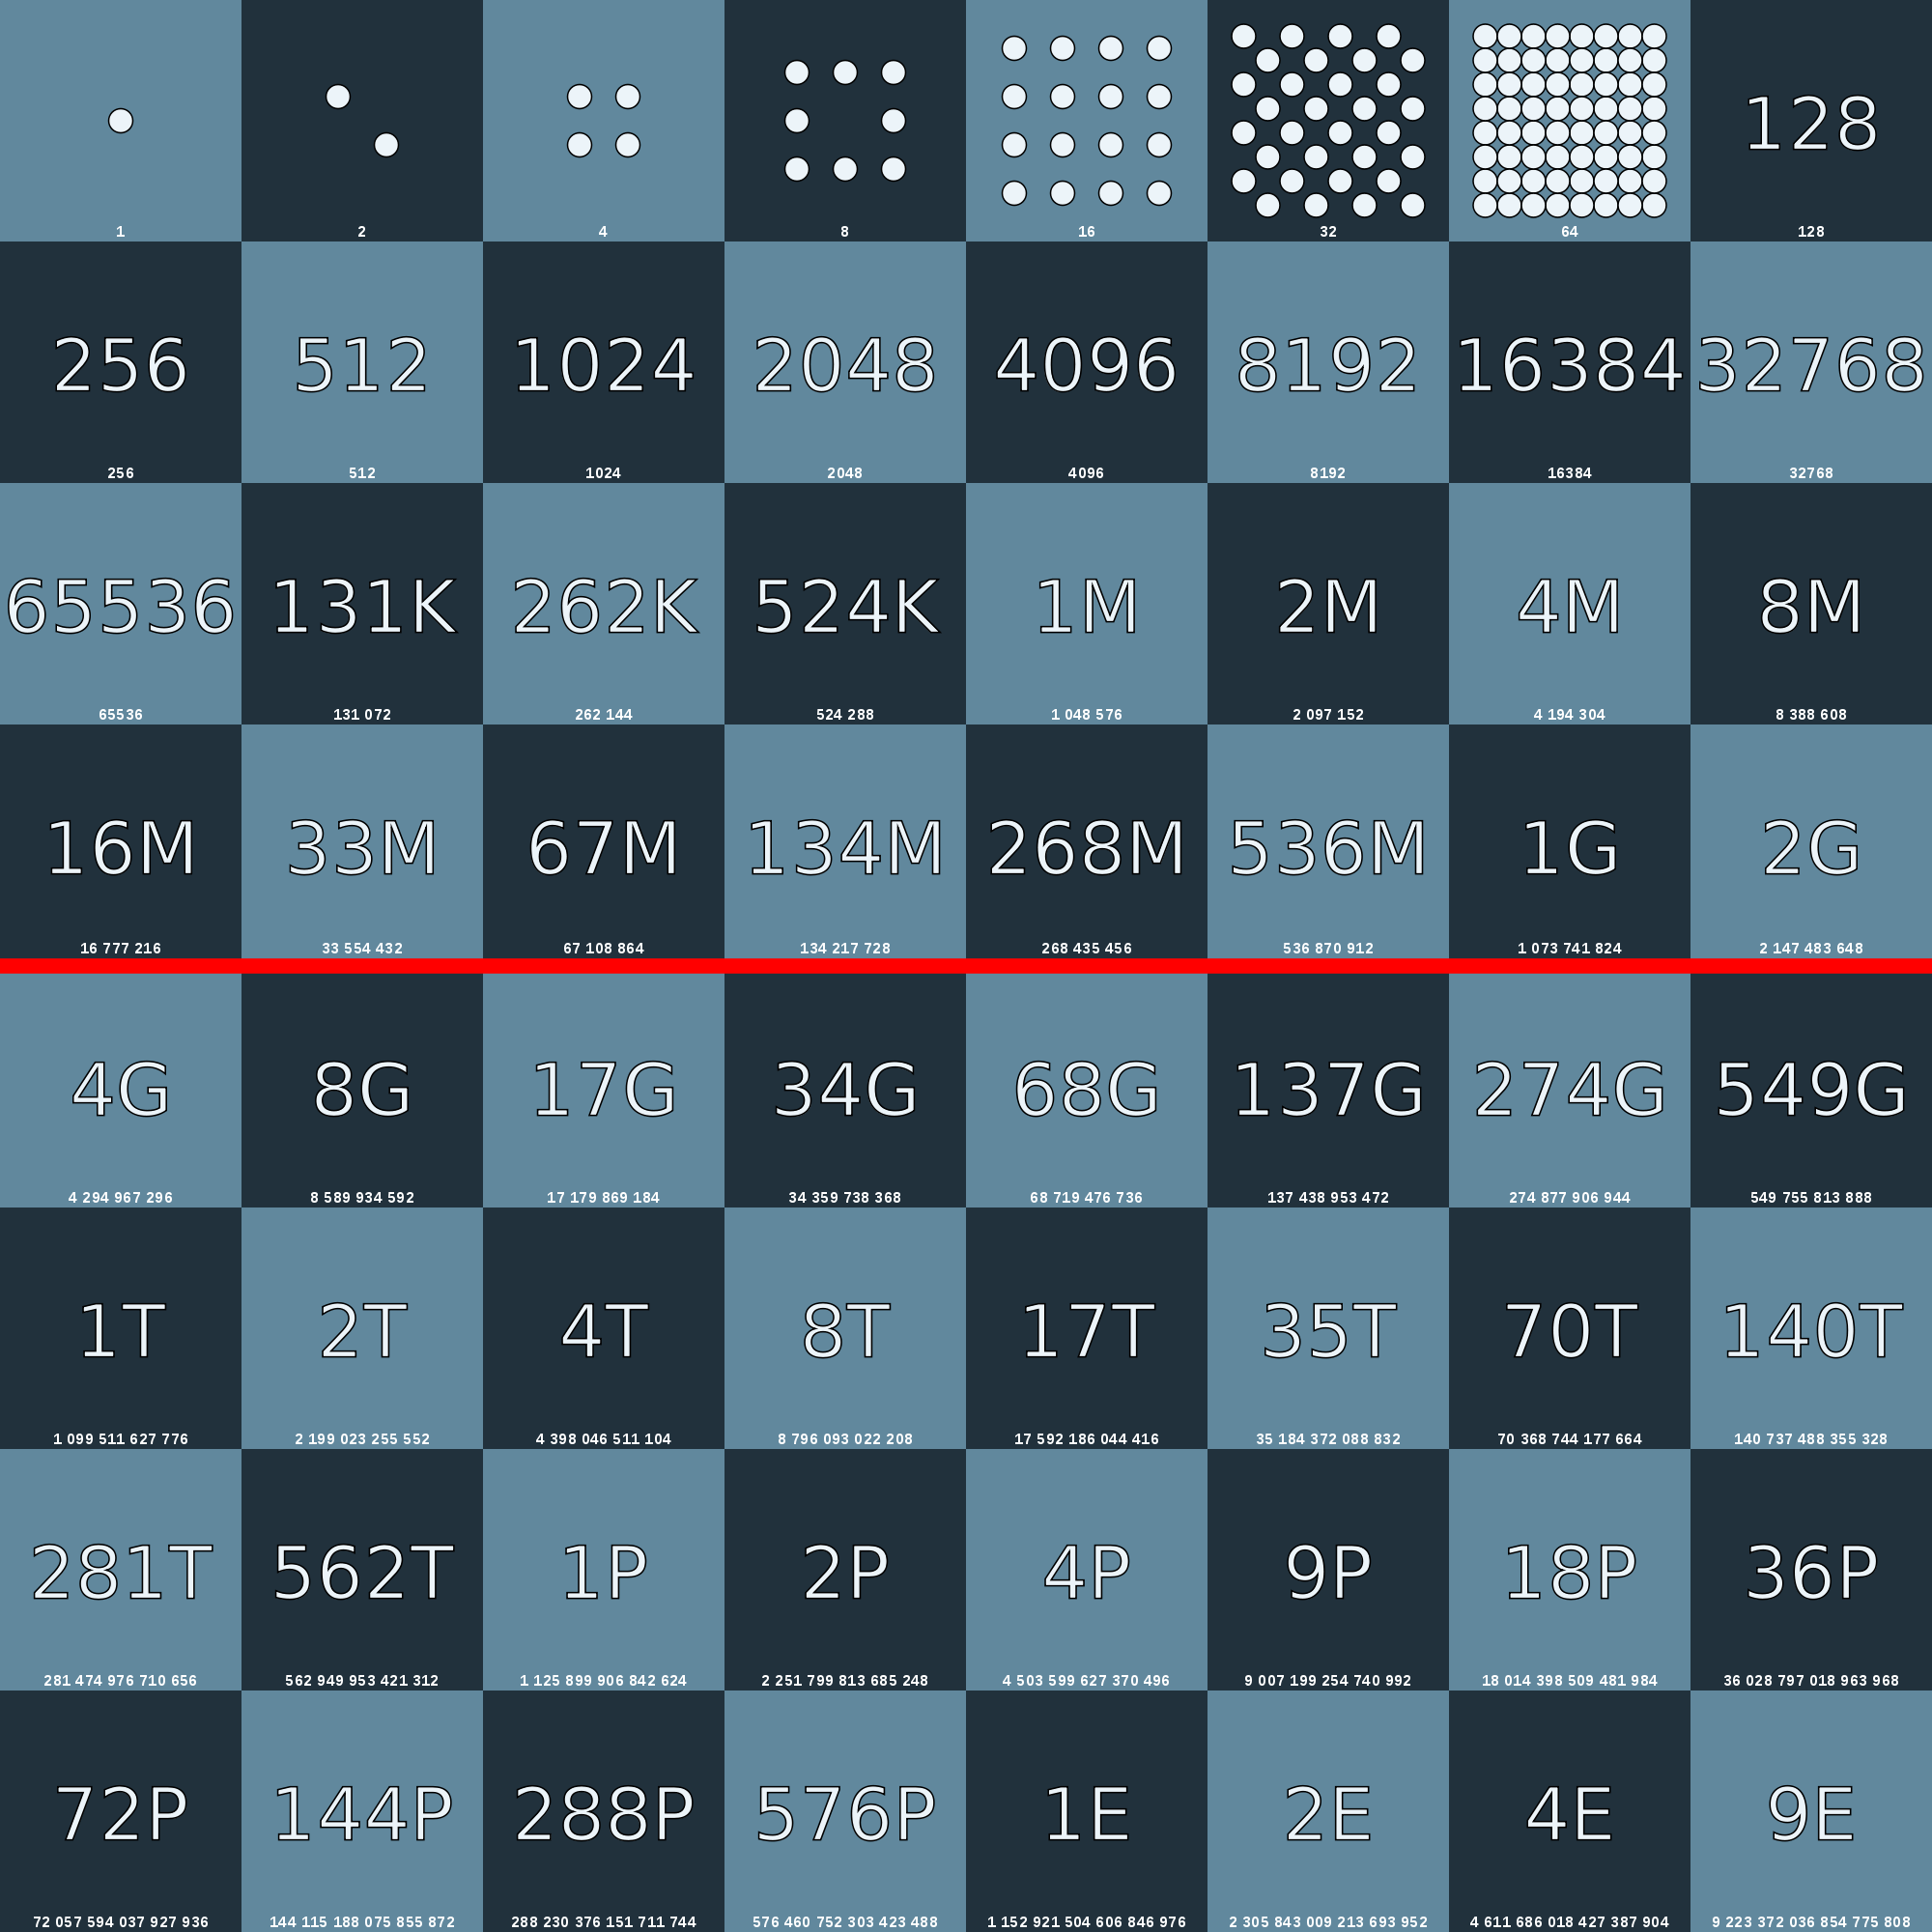 128
1 2 4 8 16 32 64 128
256 512 1024 2048 4096 8192 16384 32768
256 512 1024 2048 4096 8192 16384 32768
65536 131K 262K 524K 1M 2M 4M 8M
65536 131 072 262 144 524 288 1 048 576 2 097 152 4 194 304 8 388 608
16M 33M 67M 134M 268M 536M 1G 2G
16 777 216 33 554 432 67 108 864 134 217 728 268 435 456 536 870 912 1 073 741 824 2 147 483 648
4G 8G 17G 34G 68G 137G 274G 549G
4 294 967 296 8 589 934 592 17 179 869 184 34 359 738 368 68 719 476 736 137 438 953 472 274 877 906 944 549 755 813 888
1T 2T 4T 8T 17T 35T 70T 140T
1 099 511 627 776 2 199 023 255 552 4 398 046 511 104 8 796 093 022 208 17 592 186 044 416 35 184 372 088 832 70 368 744 177 664 140 737 488 355 328
281T 562T 1P 2P 4P 9P 18P 36P
281 474 976 710 656 562 949 953 421 312 1 125 899 906 842 624 2 251 799 813 685 248 4 503 599 627 370 496 9 007 199 254 740 992 18 014 398 509 481 984 36 028 797 018 963 968
72P 144P 288P 576P 1E 2E 4E 9E
72 057 594 037 927 936 144 115 188 075 855 872 288 230 376 151 711 744 576 460 752 303 423 488 1 152 921 504 606 846 976 2 305 843 009 213 693 952 4 611 686 018 427 387 904 9 223 372 036 854 775 808